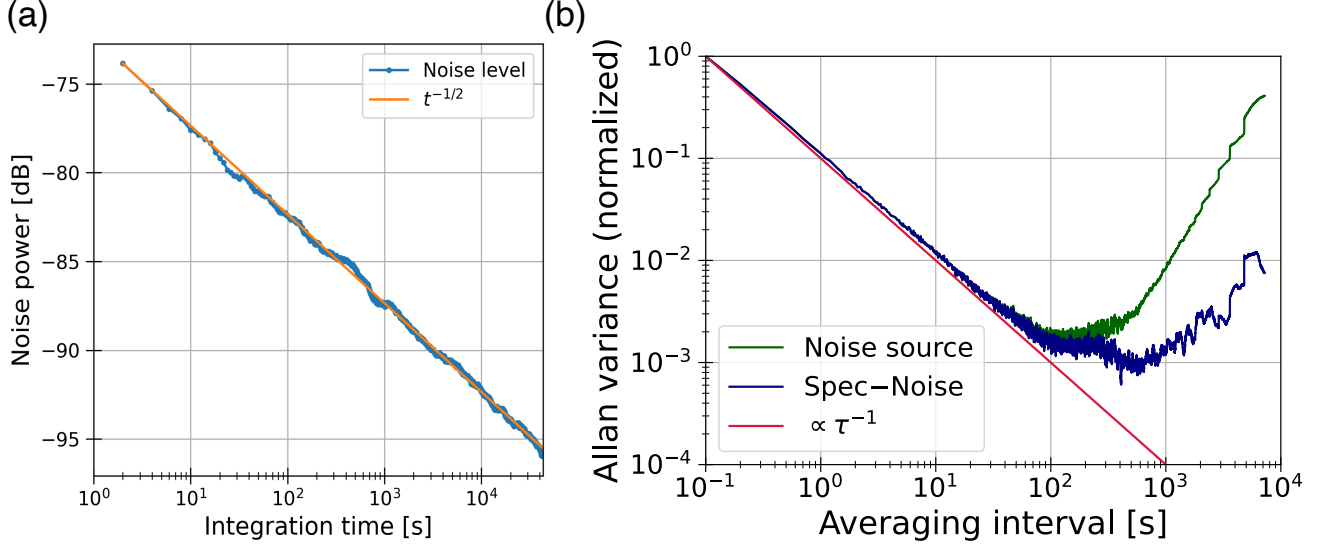 (a)
Noise power [dB]
−75
−80
−85
−90
−95
Noise level
t^{−1/2}
10^0 10^1 10^2 10^3 10^4
Integration time [s]
(b)
Allan variance (normalized)
10^0
10^{−1}
10^{−2}
10^{−3}
10^{−4}
Noise source
Spec−Noise
∝ τ^{−1}
10^{−1} 10^0 10^1 10^2 10^3 10^4
Averaging interval [s]